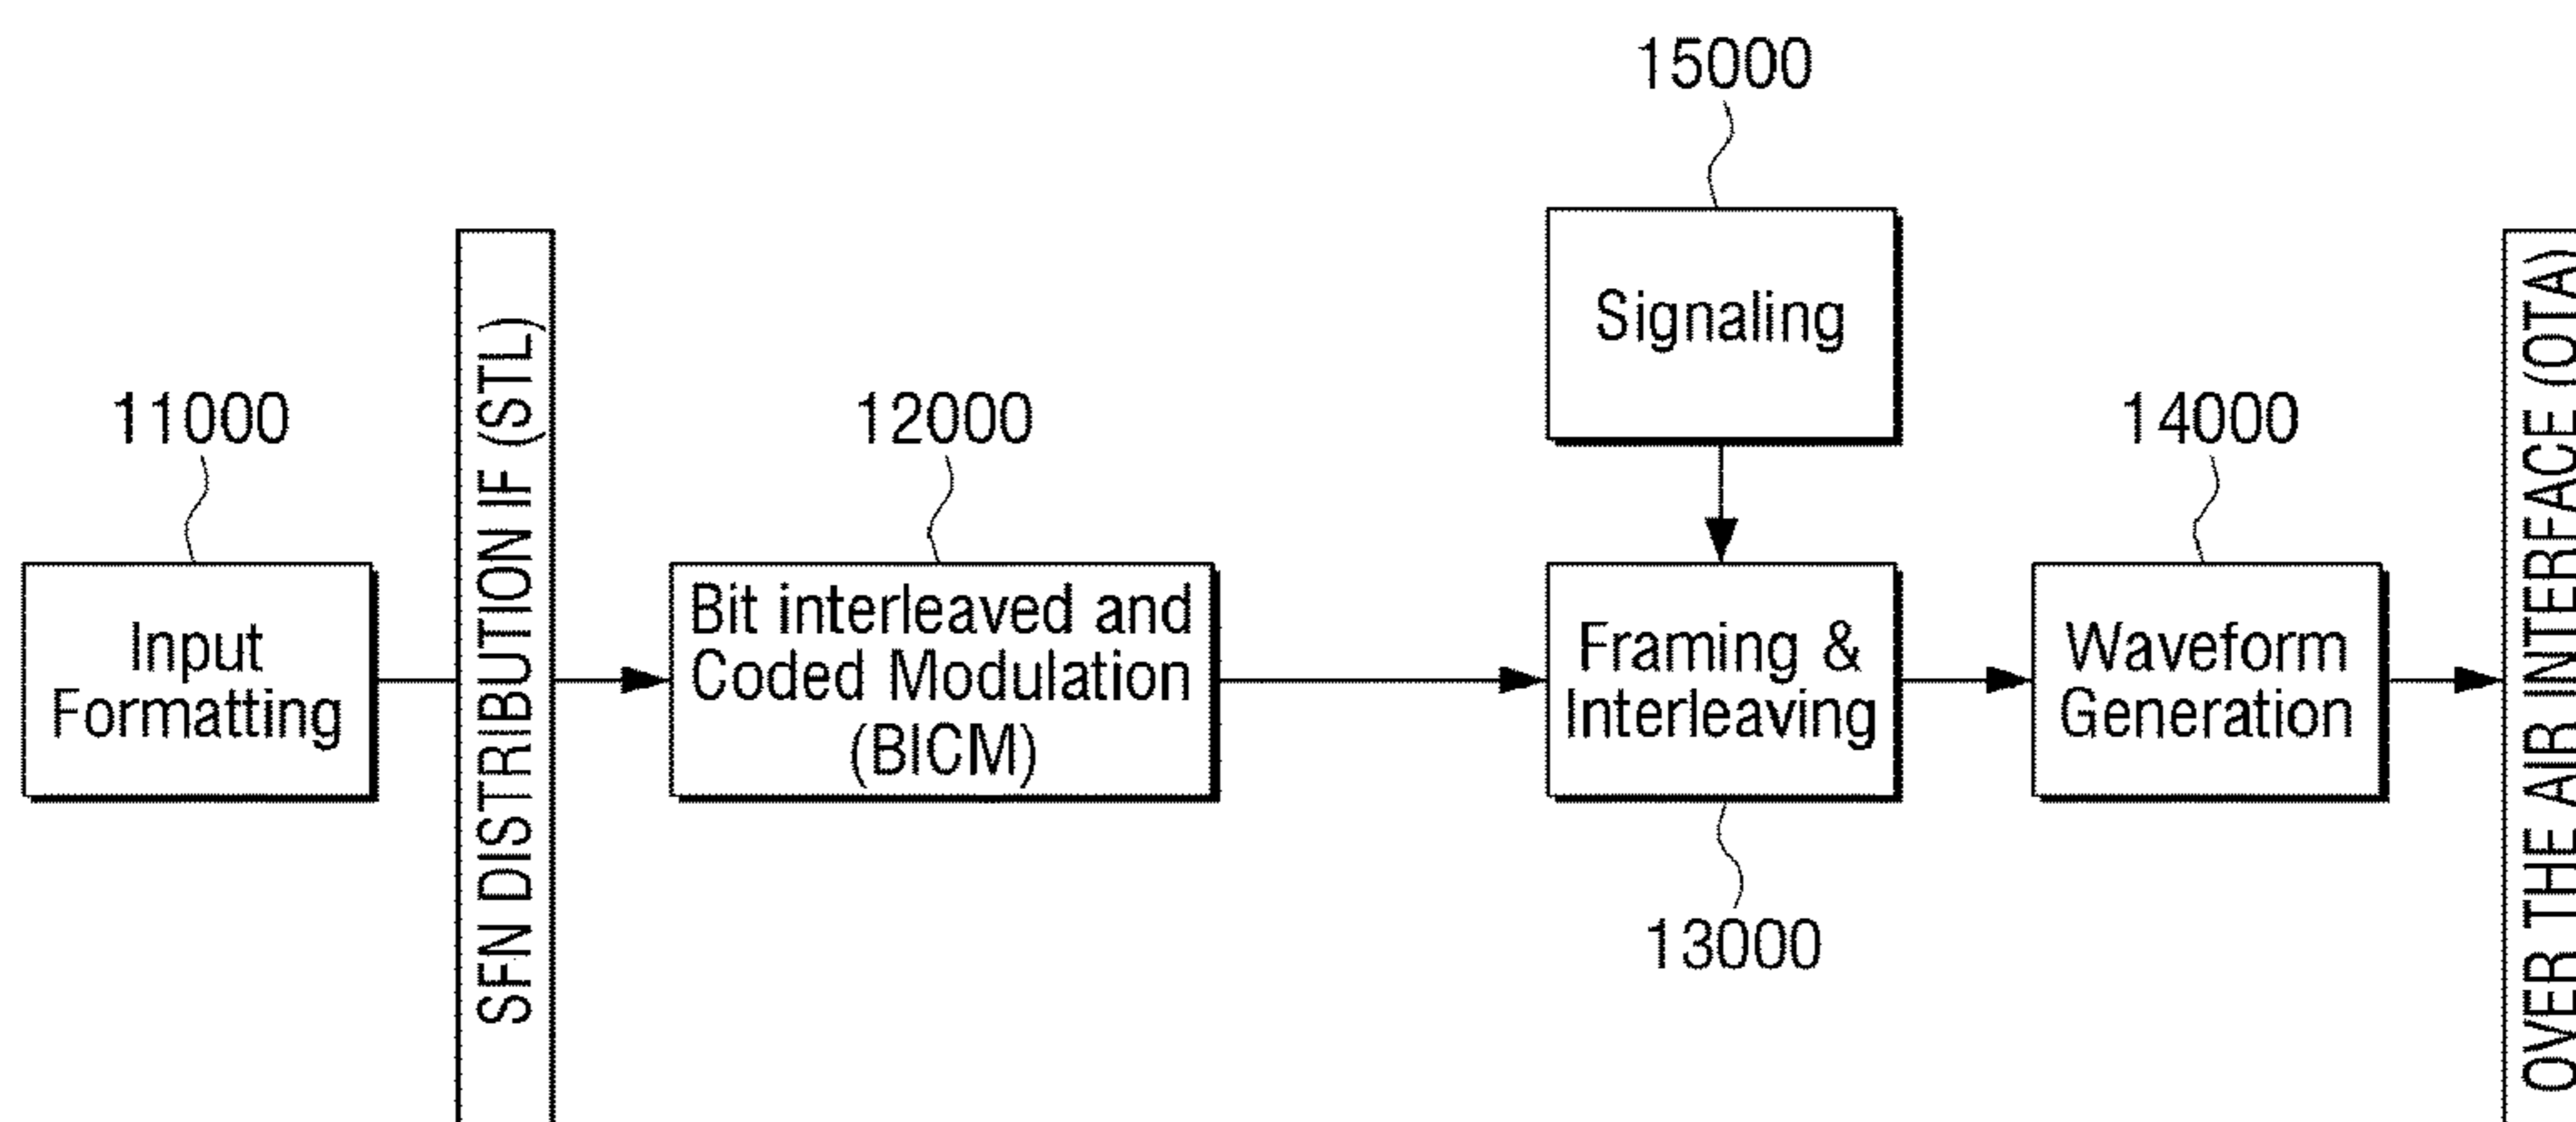 15000
Signaling
11000
12000
14000
SFN DISTRIBUTION IF (STL)
OVER THE AIR INTERFACE (OTA)
Input
Formatting
Bit interleaved and
Coded Modulation
(BICM)
Framing &
Interleaving
Waveform
Generation
13000